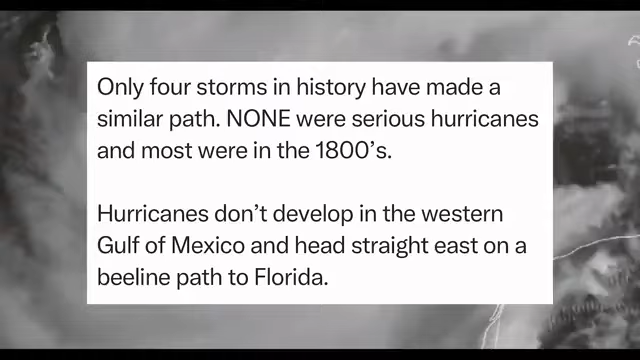 Only four storms in history have made a
similar path. NONE were serious hurricanes
and most were in the 1800’s.
Hurricanes don’t develop in the western
Gulf of Mexico and head straight east on a
beeline path to Florida.